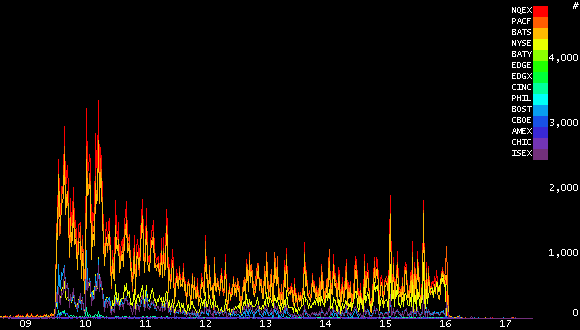 #
NQEX
PACF
BATS
NYSE
BATY
EDGE
EDGX
CINC
PHIL
BOST
CBOE
AMEX
CHIC
ISEX
4,000
3,000
2,000
1,000
0
09 10 11 12 13 14 15 16 17